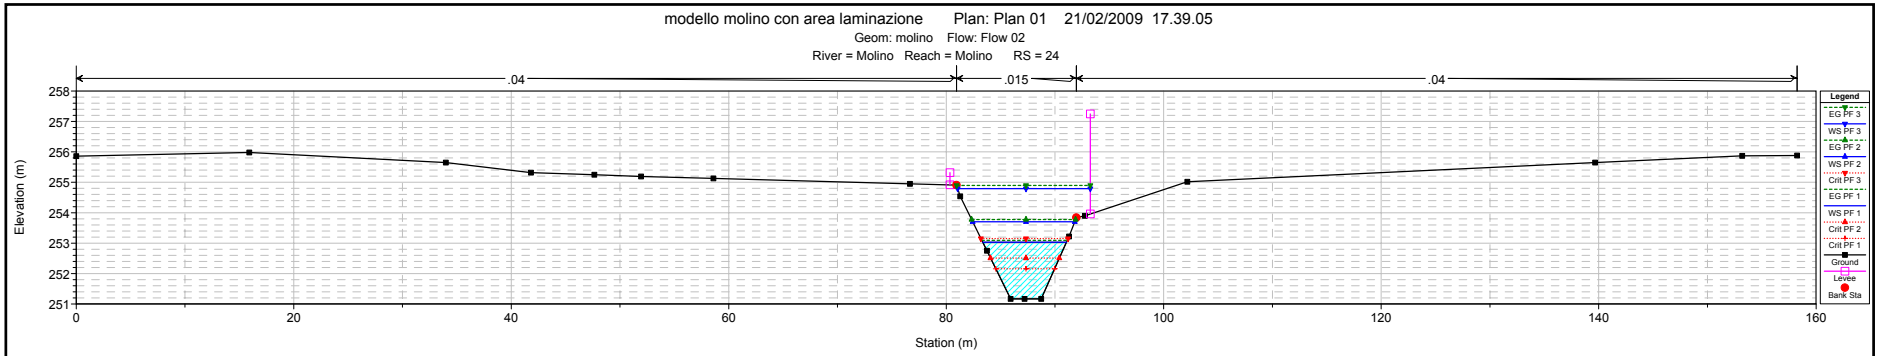 modello molino con area laminazione Plan: Plan 01 21/02/2009 17.39.05
Geom: molino Flow: Flow 02
River = Molino Reach = Molino RS = 24
.04 .015 .04
258
257
256
255
254
253
252
251
Elevation (m)
0 20 40 60 80 100 120 140 160
Station (m)
Legend
EG PF 3
WS PF 3
EG PF 2
WS PF 2
Crit PF 3
EG PF 1
WS PF 1
Crit PF 2
Crit PF 1
Ground
Levee
Bank Sta